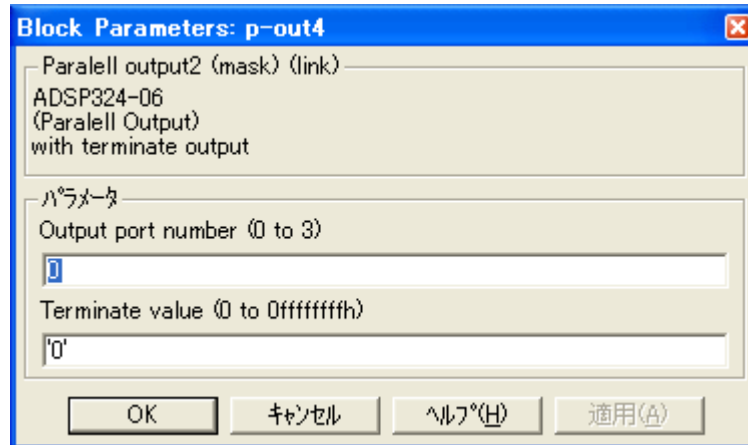 Block Parameters: p-out4
Paralell output2 (mask) (link)
ADSP324-06
(Paralell Output)
with terminate output
パラメータ
Output port number (0 to 3)
0
Terminate value (0 to 0ffffffffh)
'0'
OK キャンセル ヘルプ(H) 適用(A)